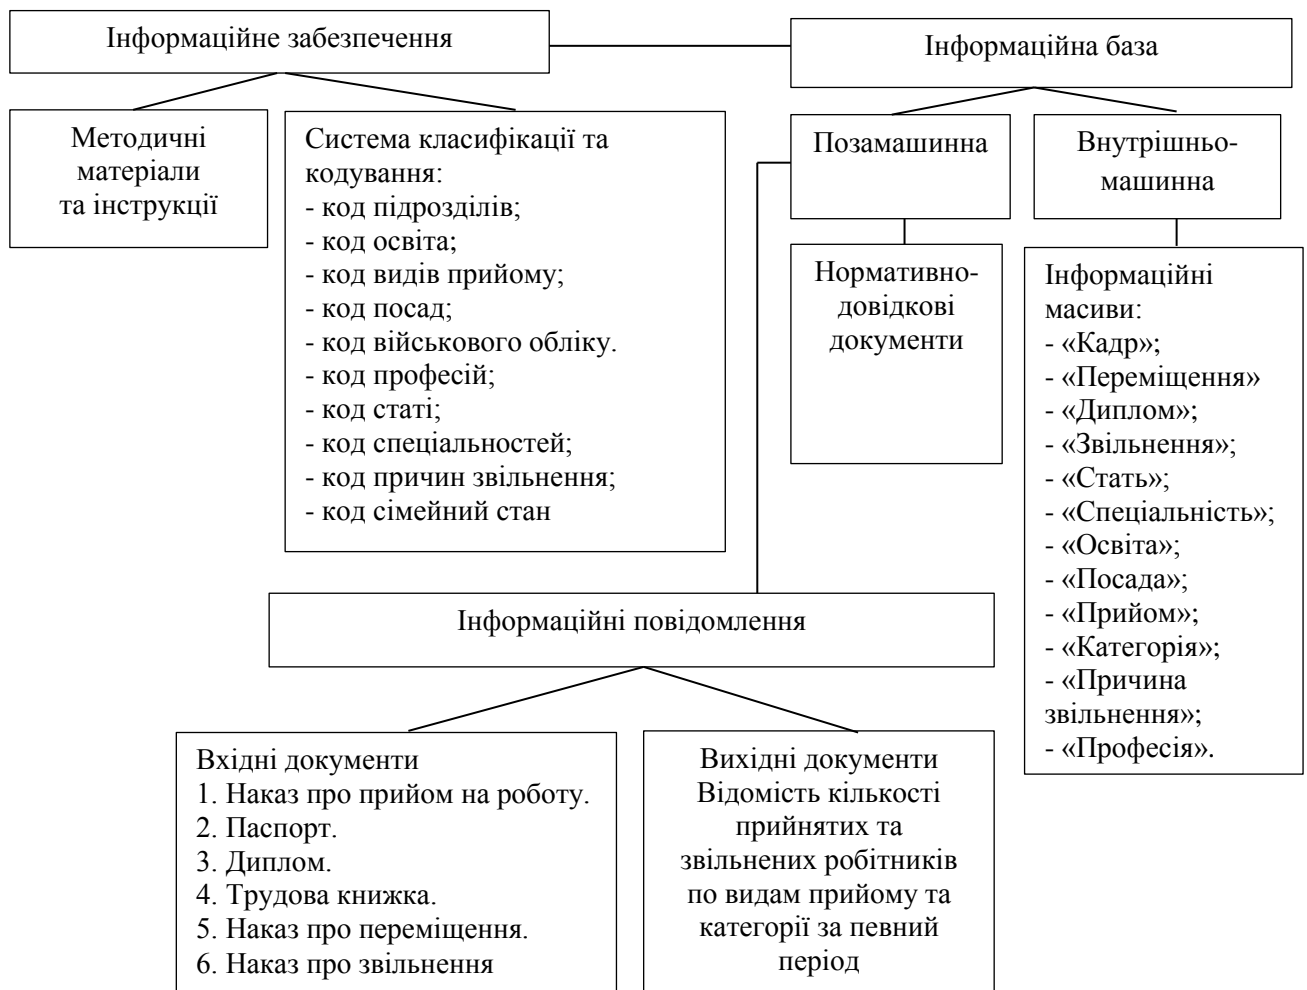 Інформаційне забезпечення
Інформаційна база
Методичні
матеріали
та інструкції
Система класифікації та
кодування:
- код підрозділів;
- код освіта;
- код видів прийому;
- код посад;
- код військового обліку.
- код професій;
- код статі;
- код спеціальностей;
- код причин звільнення;
- код сімейний стан
Позамашинна
Внутрішньо-
машинна
Нормативно-
довідкові
документи
Інформаційні
масиви:
- «Кадр»;
- «Переміщення»
- «Диплом»;
- «Звільнення»;
- «Стать»;
- «Спеціальність»;
- «Освіта»;
- «Посада»;
- «Прийом»;
- «Категорія»;
- «Причина
звільнення»;
- «Професія».
Інформаційні повідомлення
Вхідні документи
1. Наказ про прийом на роботу.
2. Паспорт.
3. Диплом.
4. Трудова книжка.
5. Наказ про переміщення.
6. Наказ про звільнення
Вихідні документи
Відомість кількості
прийнятих та
звільнених робітників
по видам прийому та
категорії за певний
період